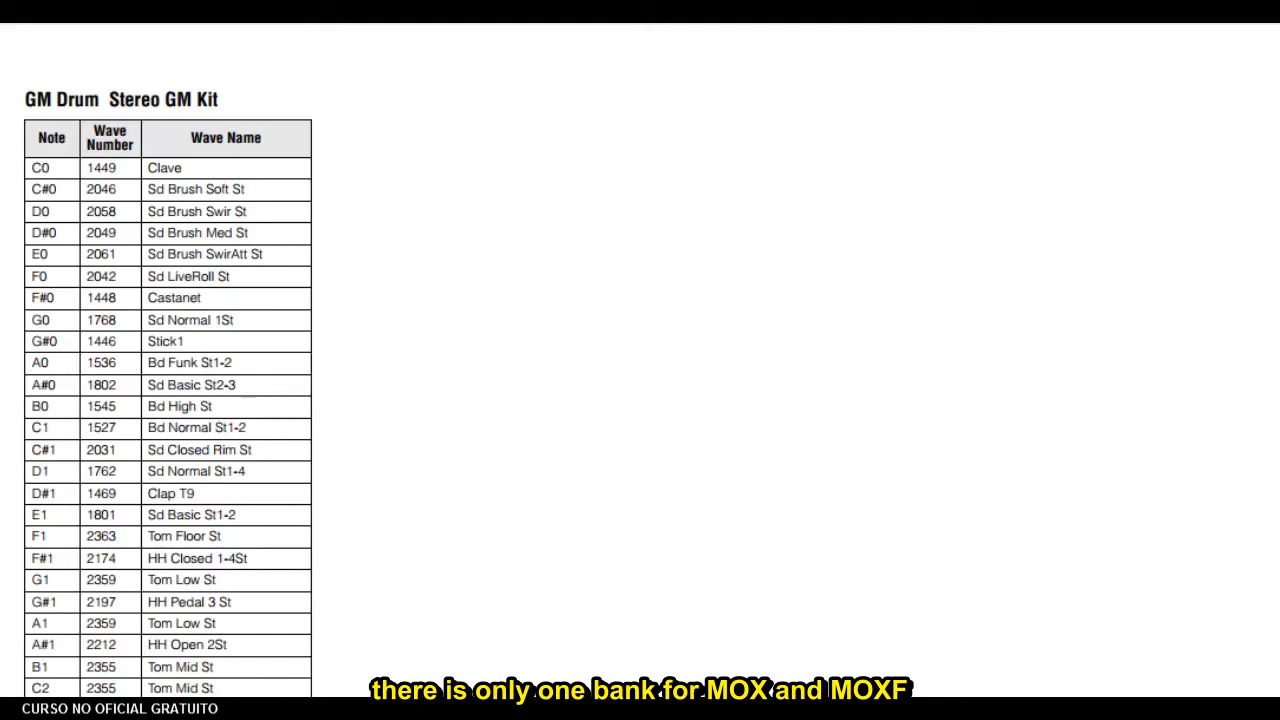 GM Drum Stereo GM Kit
Note Wave Number Wave Name
C0 1449 Clave
C#0 2046 Sd Brush Soft St
D0 2058 Sd Brush Swir St
D#0 2049 Sd Brush Med St
E0 2061 Sd Brush SwirAtt St
F0 2042 Sd LiveRoll St
F#0 1448 Castanet
G0 1768 Sd Normal 1St
G#0 1446 Stick1
A0 1536 Bd Funk St1-2
A#0 1802 Sd Basic St2-3
B0 1545 Bd High St
C1 1527 Bd Normal St1-2
C#1 2031 Sd Closed Rim St
D1 1762 Sd Normal St1-4
D#1 1469 Clap T9
E1 1801 Sd Basic St1-2
F1 2363 Tom Floor St
F#1 2174 HH Closed 1-4St
G1 2359 Tom Low St
G#1 2197 HH Pedal 3 St
A1 2359 Tom Low St
A#1 2212 HH Open 2St
B1 2355 Tom Mid St
C2 2355 Tom Mid St
there is only one bank for MOX and MOXF
CURSO NO OFICIAL GRATUITO